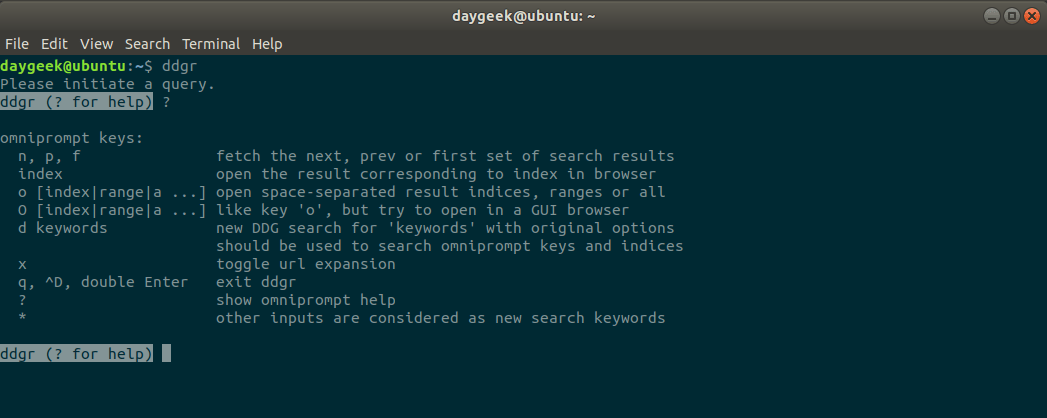 daygeek@ubuntu: ~
File Edit View Search Terminal Help
daygeek@ubuntu:~$ ddgr
Please initiate a query.
ddgr (? for help) ?
omniprompt keys:
n, p, f fetch the next, prev or first set of search results
index open the result corresponding to index in browser
o [index|range|a ...] open space-separated result indices, ranges or all
O [index|range|a ...] like key 'o', but try to open in a GUI browser
d keywords new DDG search for 'keywords' with original options
should be used to search omniprompt keys and indices
x toggle url expansion
q, ^D, double Enter exit ddgr
? show omniprompt help
* other inputs are considered as new search keywords
ddgr (? for help)